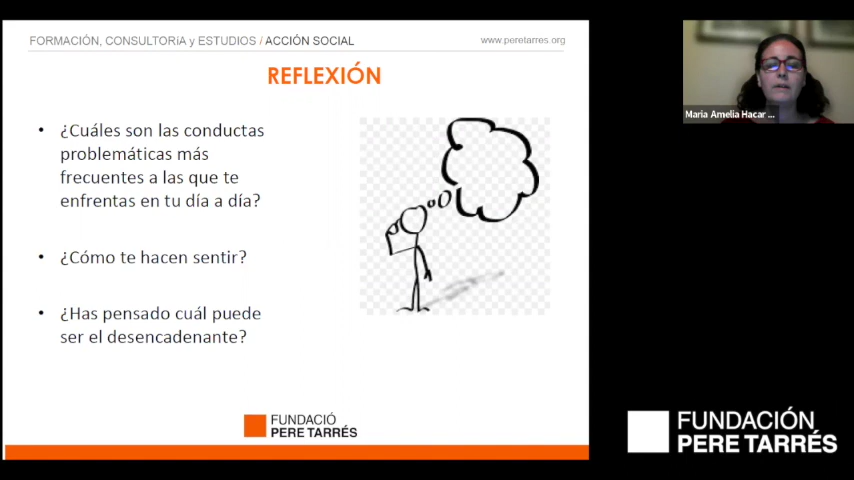 FORMACIÓN, CONSULTORíA y ESTUDIOS / ACCIÓN SOCIAL
www.peretarres.org
REFLEXIÓN
• ¿Cuáles son las conductas
problemáticas más
frecuentes a las que te
enfrentas en tu día a día?
• ¿Cómo te hacen sentir?
• ¿Has pensado cuál puede
ser el desencadenante?
FUNDACIÓ
PERE TARRÉS
Maria Amelia Hacar ...
FUNDACIÓN
PERE TARRÉS